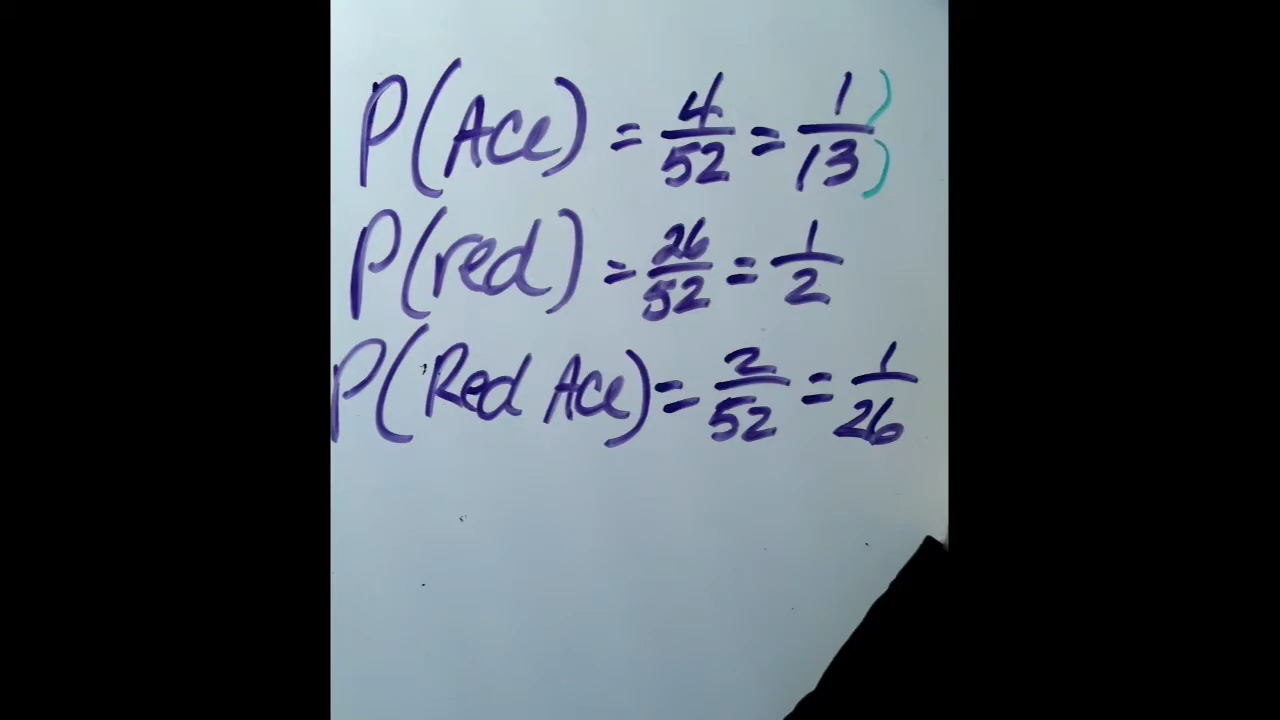 P(Ace) = 4/52 = 1/13
P(red) = 26/52 = 1/2
P(Red Ace) = 2/52 = 1/26